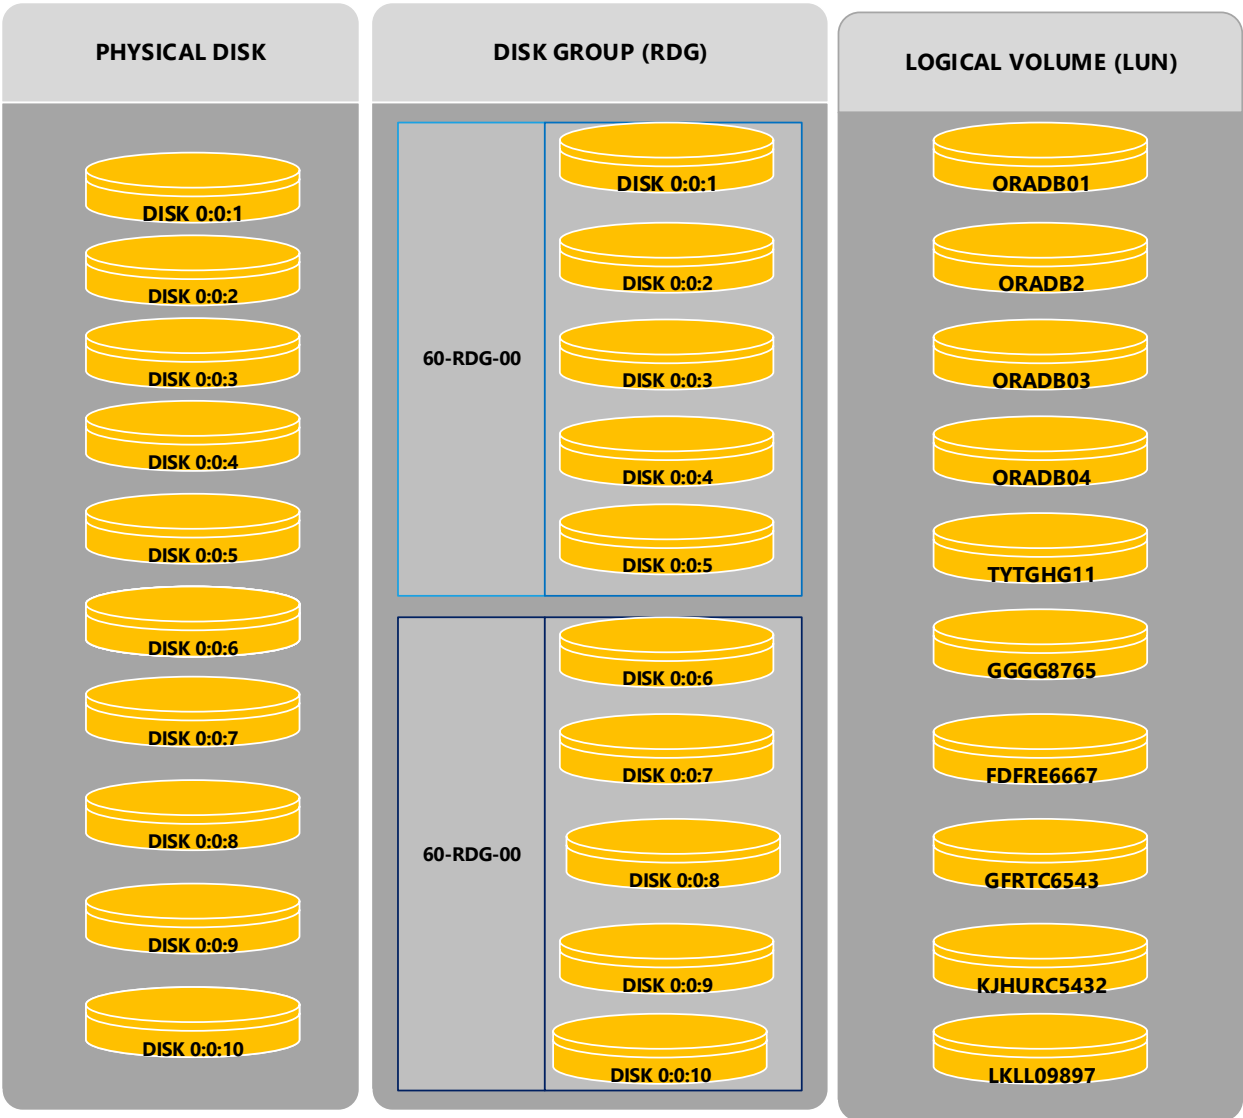 PHYSICAL DISK
DISK 0:0:1
DISK 0:0:2
DISK 0:0:3
DISK 0:0:4
DISK 0:0:5
DISK 0:0:6
DISK 0:0:7
DISK 0:0:8
DISK 0:0:9
DISK 0:0:10
DISK GROUP (RDG)
60-RDG-00
DISK 0:0:1
DISK 0:0:2
DISK 0:0:3
DISK 0:0:4
DISK 0:0:5
60-RDG-00
DISK 0:0:6
DISK 0:0:7
DISK 0:0:8
DISK 0:0:9
DISK 0:0:10
LOGICAL VOLUME (LUN)
ORADB01
ORADB2
ORADB03
ORADB04
TYTGHG11
GGGG8765
FDFRE6667
GFRTC6543
KJHURC5432
LKLL09897